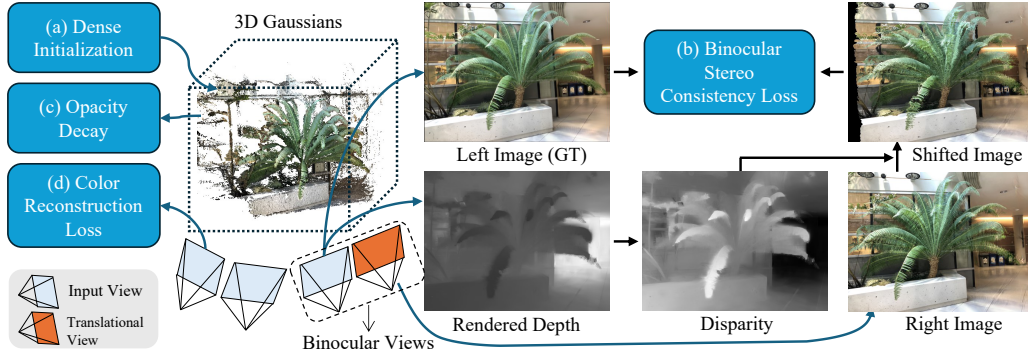 3D Gaussians
(a) Dense
Initialization
(c) Opacity
Decay
(d) Color
Reconstruction
Loss
Input View
Translational
View
Binocular Views
Left Image (GT)
(b) Binocular
Stereo
Consistency Loss
Shifted Image
Rendered Depth
Disparity
Right Image